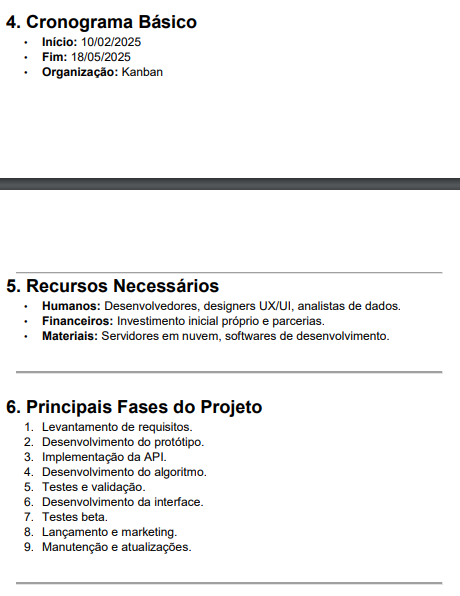 4. Cronograma Básico
• Início: 10/02/2025
• Fim: 18/05/2025
• Organização: Kanban
5. Recursos Necessários
• Humanos: Desenvolvedores, designers UX/UI, analistas de dados.
• Financeiros: Investimento inicial próprio e parcerias.
• Materiais: Servidores em nuvem, softwares de desenvolvimento.
6. Principais Fases do Projeto
1. Levantamento de requisitos.
2. Desenvolvimento do protótipo.
3. Implementação da API.
4. Desenvolvimento do algoritmo.
5. Testes e validação.
6. Desenvolvimento da interface.
7. Testes beta.
8. Lançamento e marketing.
9. Manutenção e atualizações.